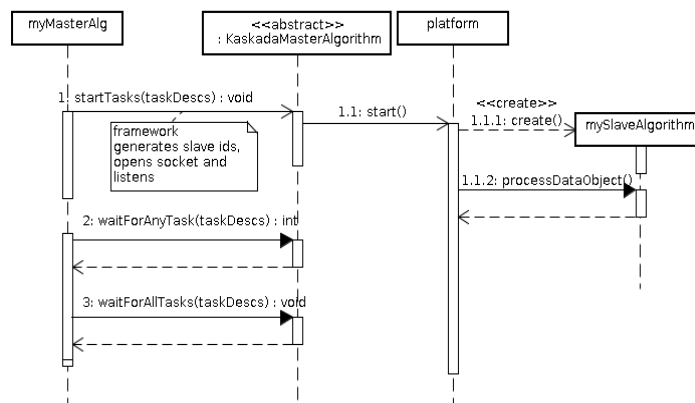 myMasterAlg
<<abstract>>
: KaskadaMasterAlgorithm
platform
1: startTasks(taskDescs) : void
1.1: start()
<<create>>
1.1.1: create()
mySlaveAlgorithm
framework
generates slave ids,
opens socket and
listens
1.1.2: processDataObject()
2: waitForAnyTask(taskDescs) : int
3: waitForAllTasks(taskDescs) : void